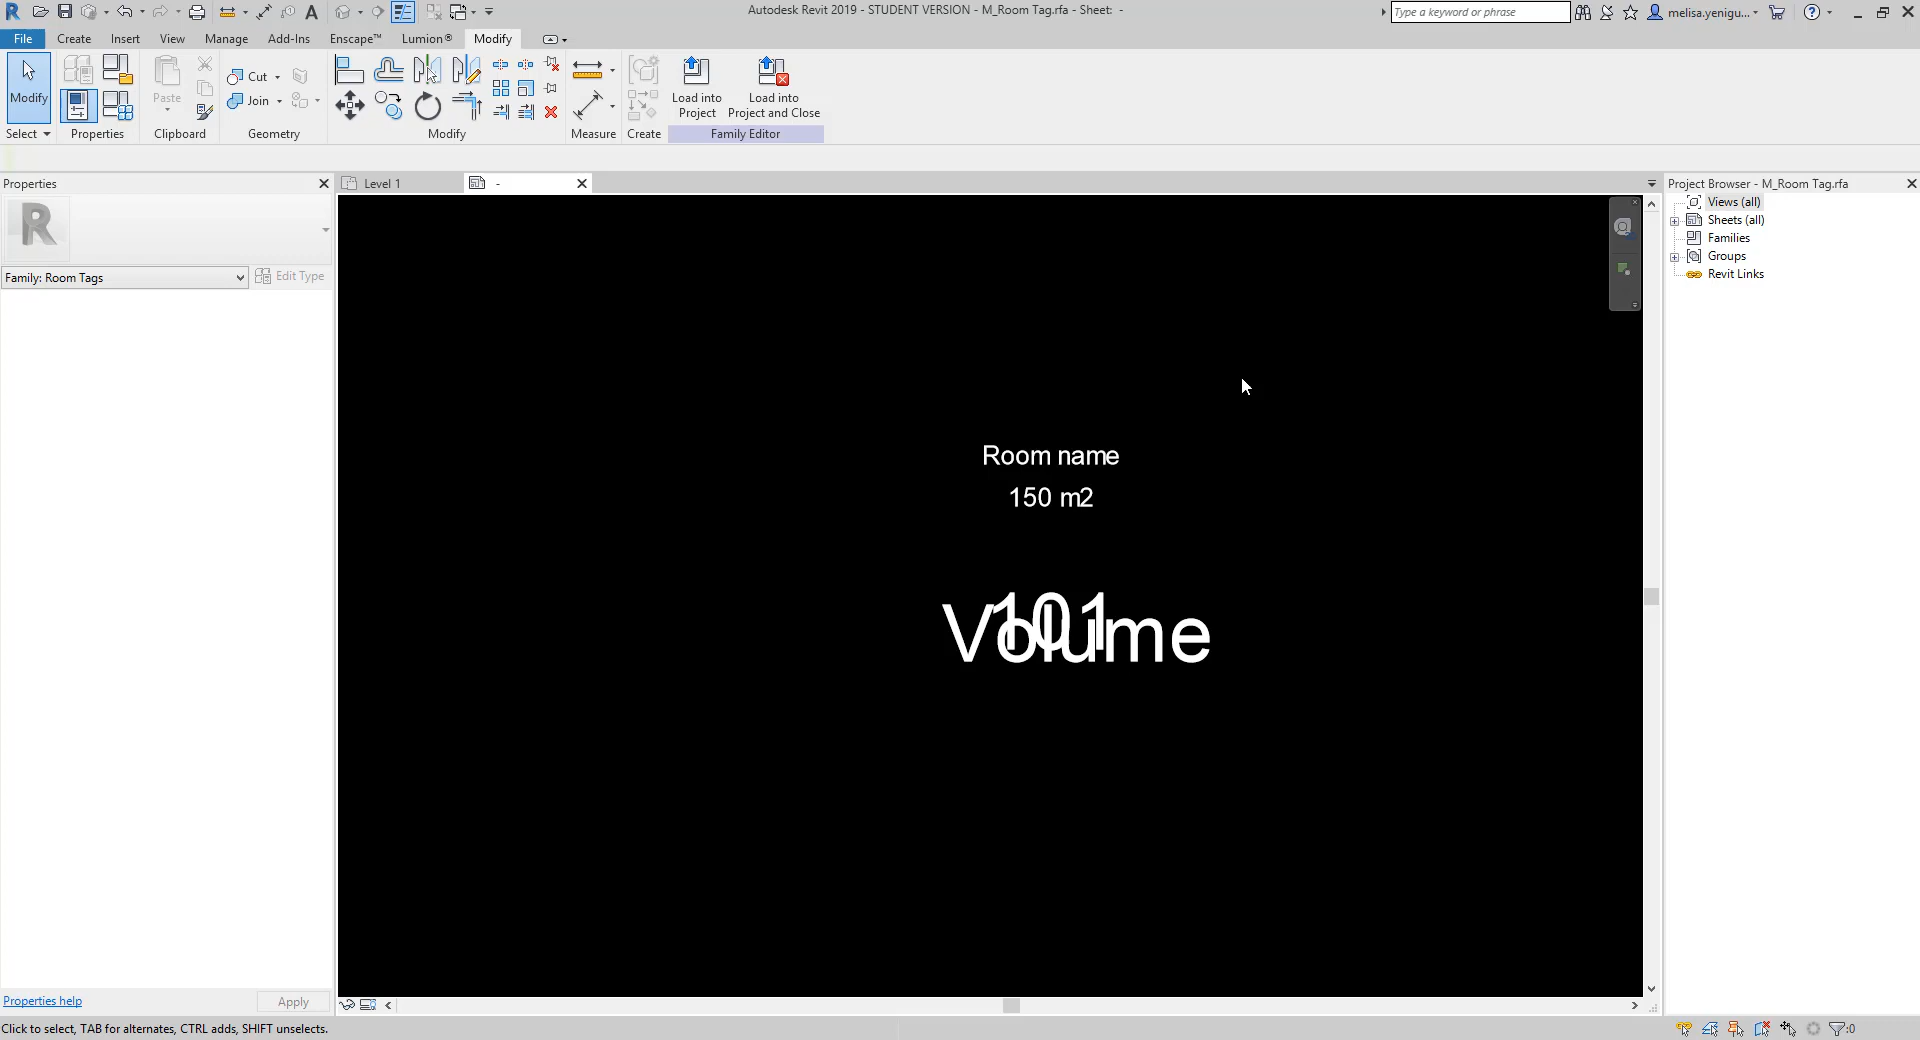 Autodesk Revit 2019 - STUDENT VERSION - M_Room Tag.rfa - Sheet:  -
Type a keyword or phrase
melisa.yenigu...
File Create Insert View Manage Add-Ins Enscape™ Lumion® Modify
Modify
Paste
Cut
Join
Load into Project
Load into Project and Close
Select Properties Clipboard Geometry Modify Measure Create Family Editor
Properties
Level 1
-
Project Browser - M_Room Tag.rfa
Views (all)
Sheets (all)
Families
Groups
Revit Links
R
Family: Room Tags
Edit Type
Room name
150 m2
101
Volume
Properties help
Apply
Click to select, TAB for alternates, CTRL adds, SHIFT unselects.
:0